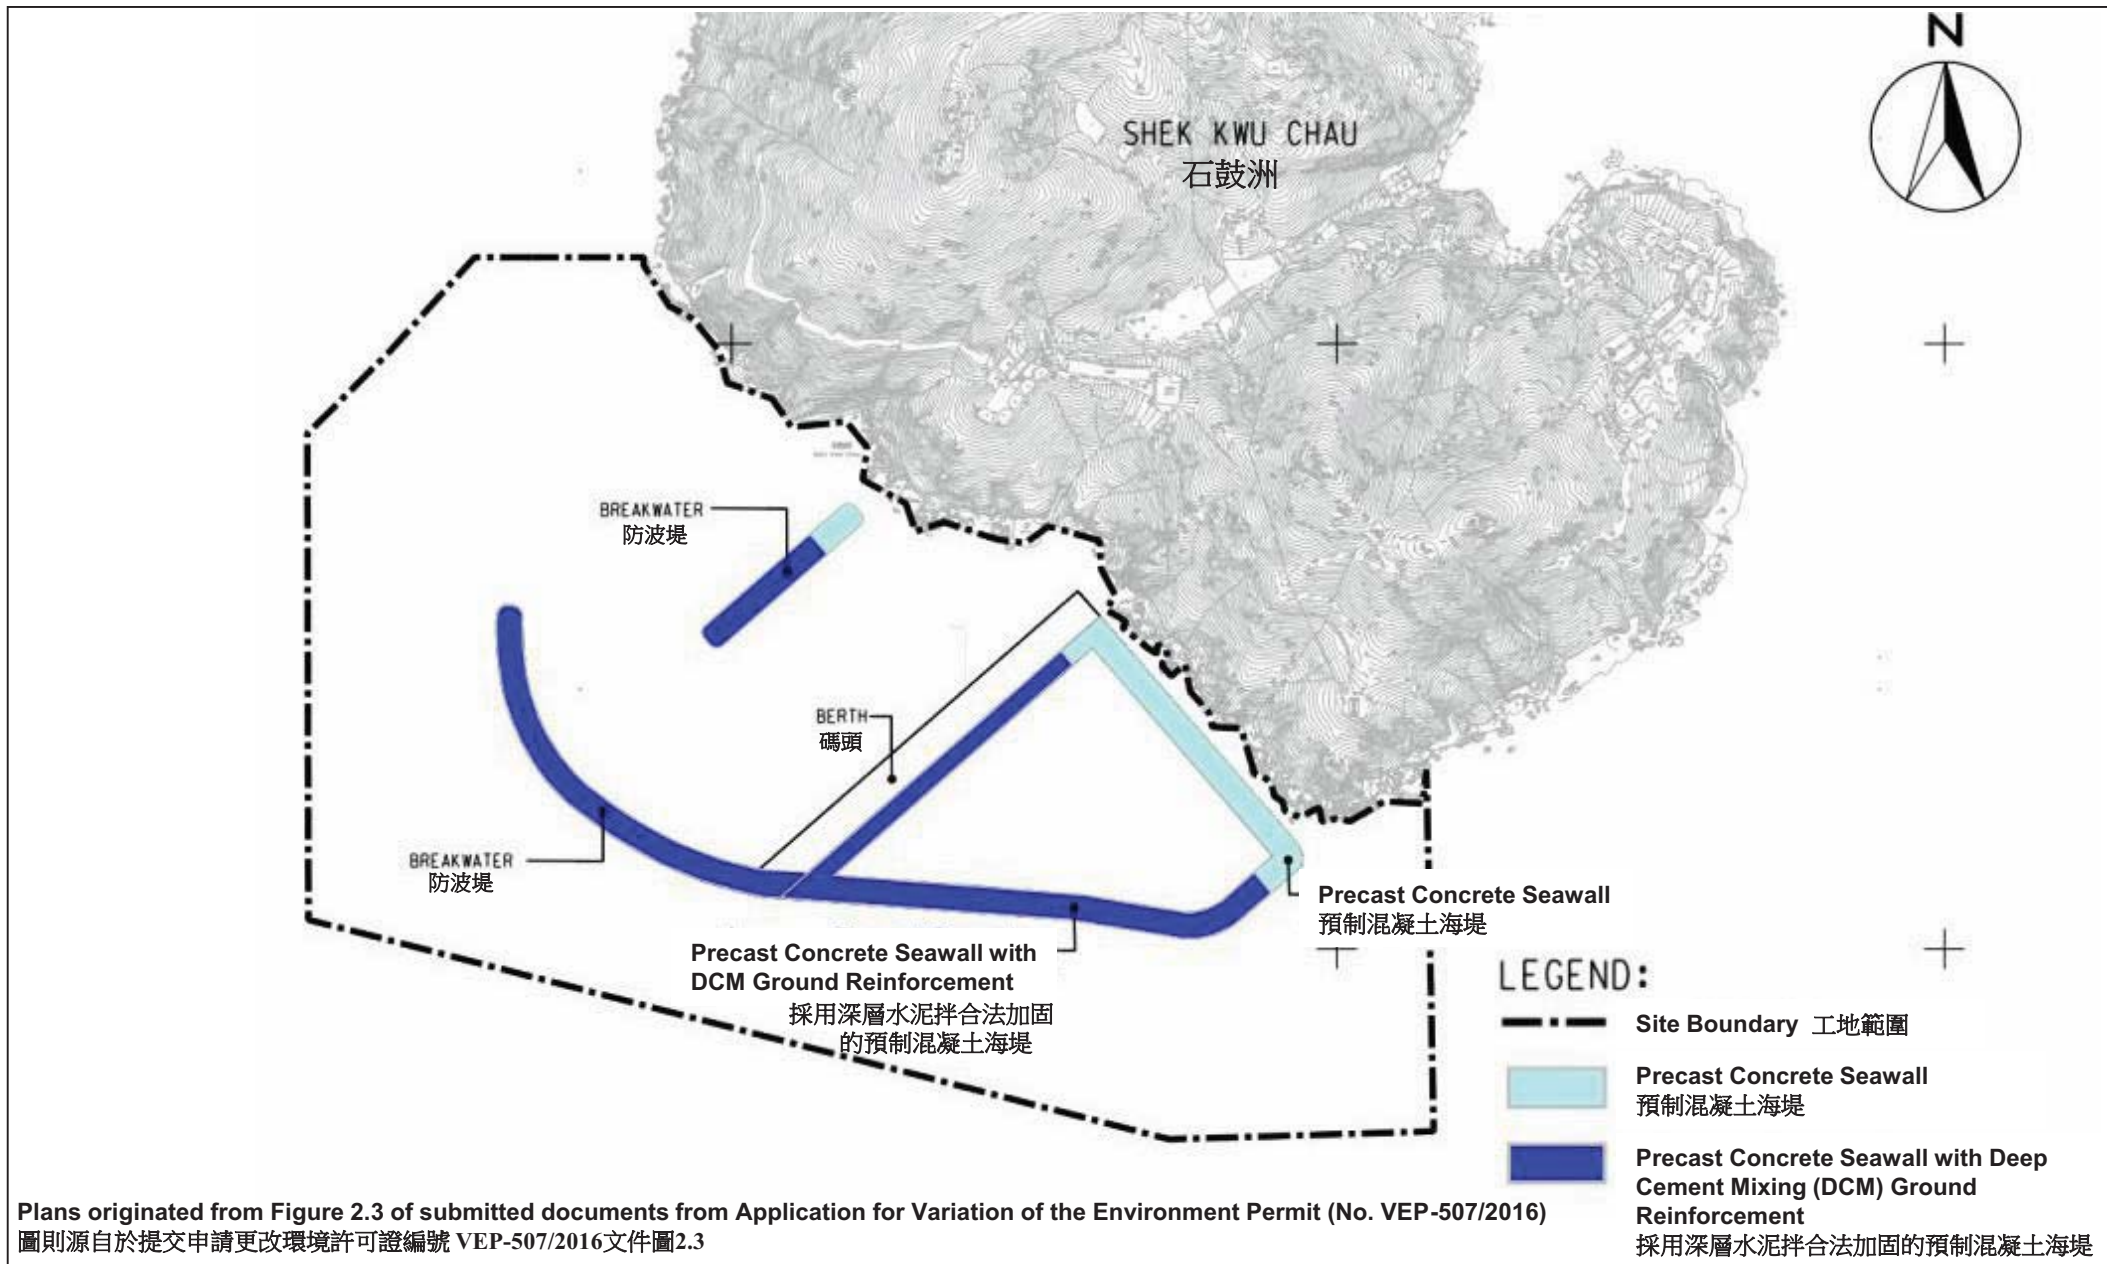 N
SHEK KWU CHAU
石鼓洲
BREAKWATER
防波堤
BERTH
碼頭
BREAKWATER
防波堤
Precast Concrete Seawall
預制混凝土海堤
Precast Concrete Seawall with
DCM Ground Reinforcement
採用深層水泥拌合法加固
的預制混凝土海堤
LEGEND:
Site Boundary 工地範圍
Precast Concrete Seawall
預制混凝土海堤
Precast Concrete Seawall with Deep
Cement Mixing (DCM) Ground
Reinforcement
採用深層水泥拌合法加固的預制混凝土海堤
Plans originated from Figure 2.3 of submitted documents from Application for Variation of the Environment Permit (No. VEP-507/2016)
圖則源自於提交申請更改環境許可證編號 VEP-507/2016文件圖2.3